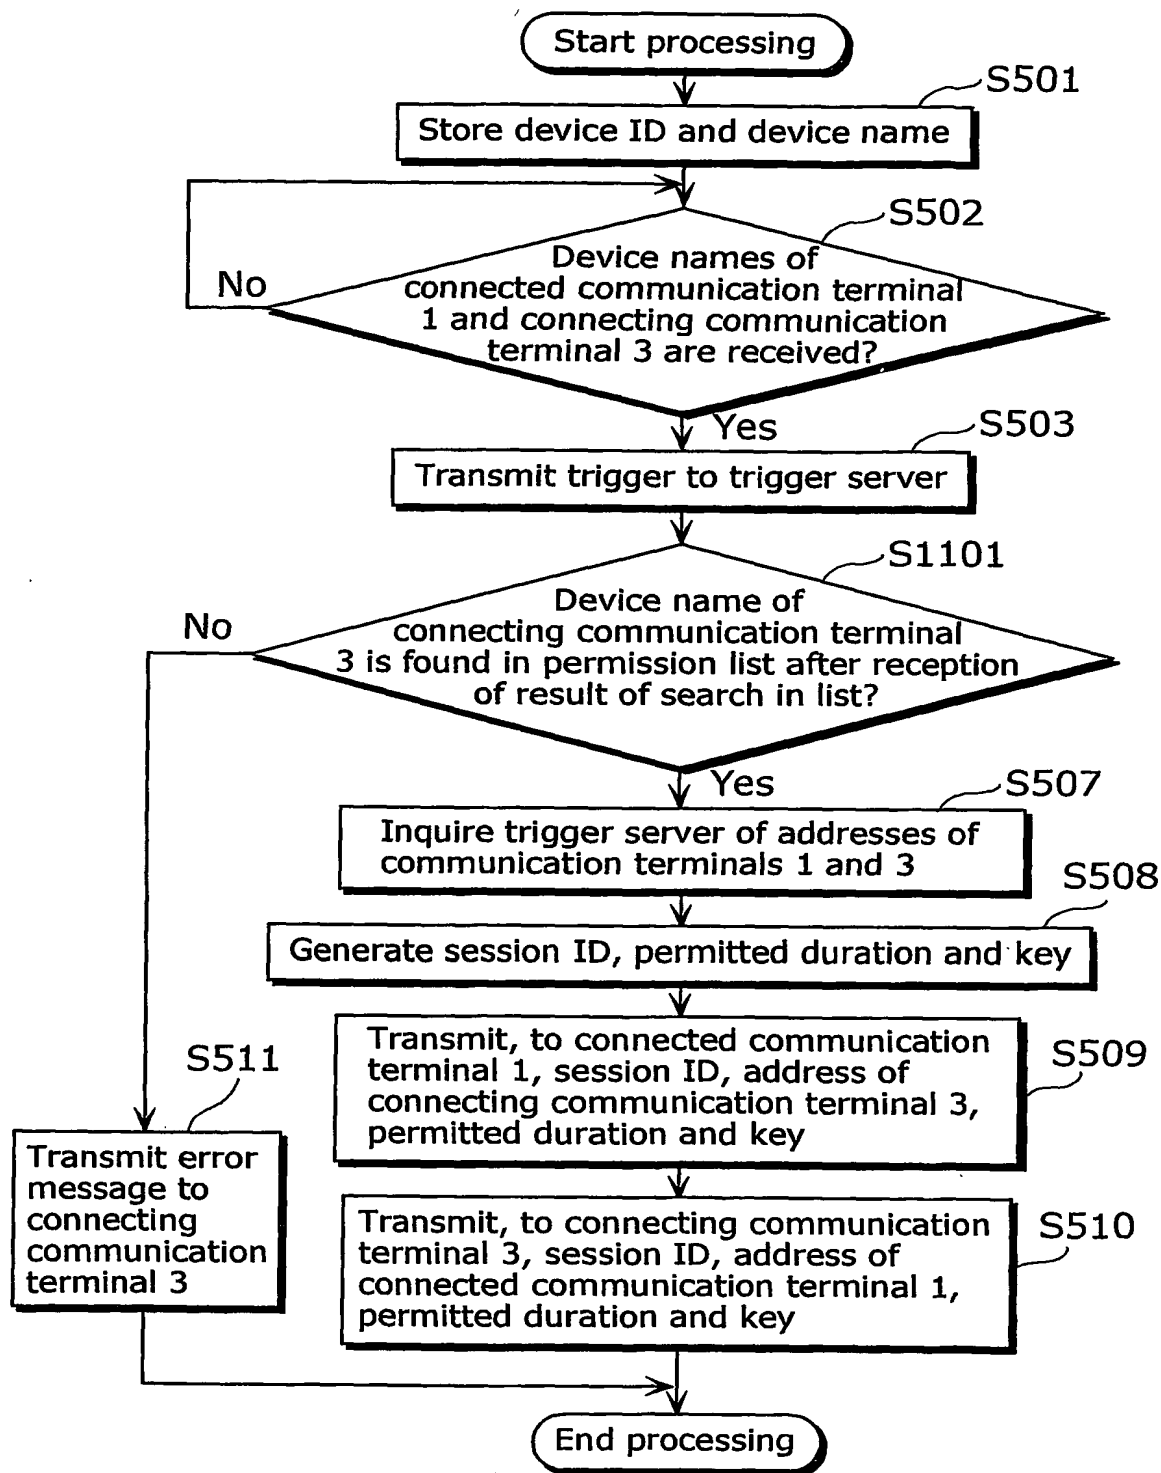 Start processing
S501
Store device ID and device name
S502
Device names of
connected communication terminal
1 and connecting communication
terminal 3 are received?
No
Yes
S503
Transmit trigger to trigger server
S1101
Device name of
connecting communication terminal
3 is found in permission list after reception
of result of search in list?
No
Yes
S507
Inquire trigger server of addresses of
communication terminals 1 and 3
S508
Generate session ID, permitted duration and key
S509
Transmit, to connected communication
terminal 1, session ID, address of
connecting communication terminal 3,
permitted duration and key
S511
Transmit error
message to
connecting
communication
terminal 3
S510
Transmit, to connecting communication
terminal 3, session ID, address of
connected communication terminal 1,
permitted duration and key
End processing